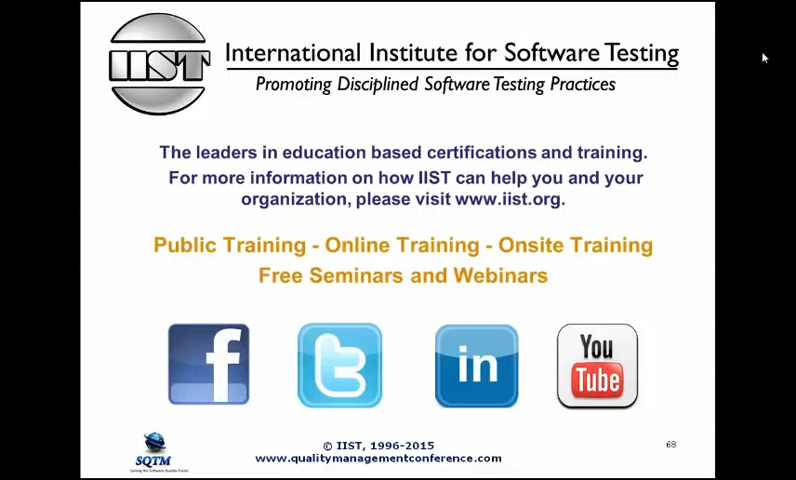 IIST
International Institute for Software Testing
Promoting Disciplined Software Testing Practices
The leaders in education based certifications and training.
For more information on how IIST can help you and your
organization, please visit www.iist.org.
Public Training - Online Training - Onsite Training
Free Seminars and Webinars
f
t
in
You
Tube
© IIST, 1996-2015
www.qualitymanagementconference.com
68
SQTM